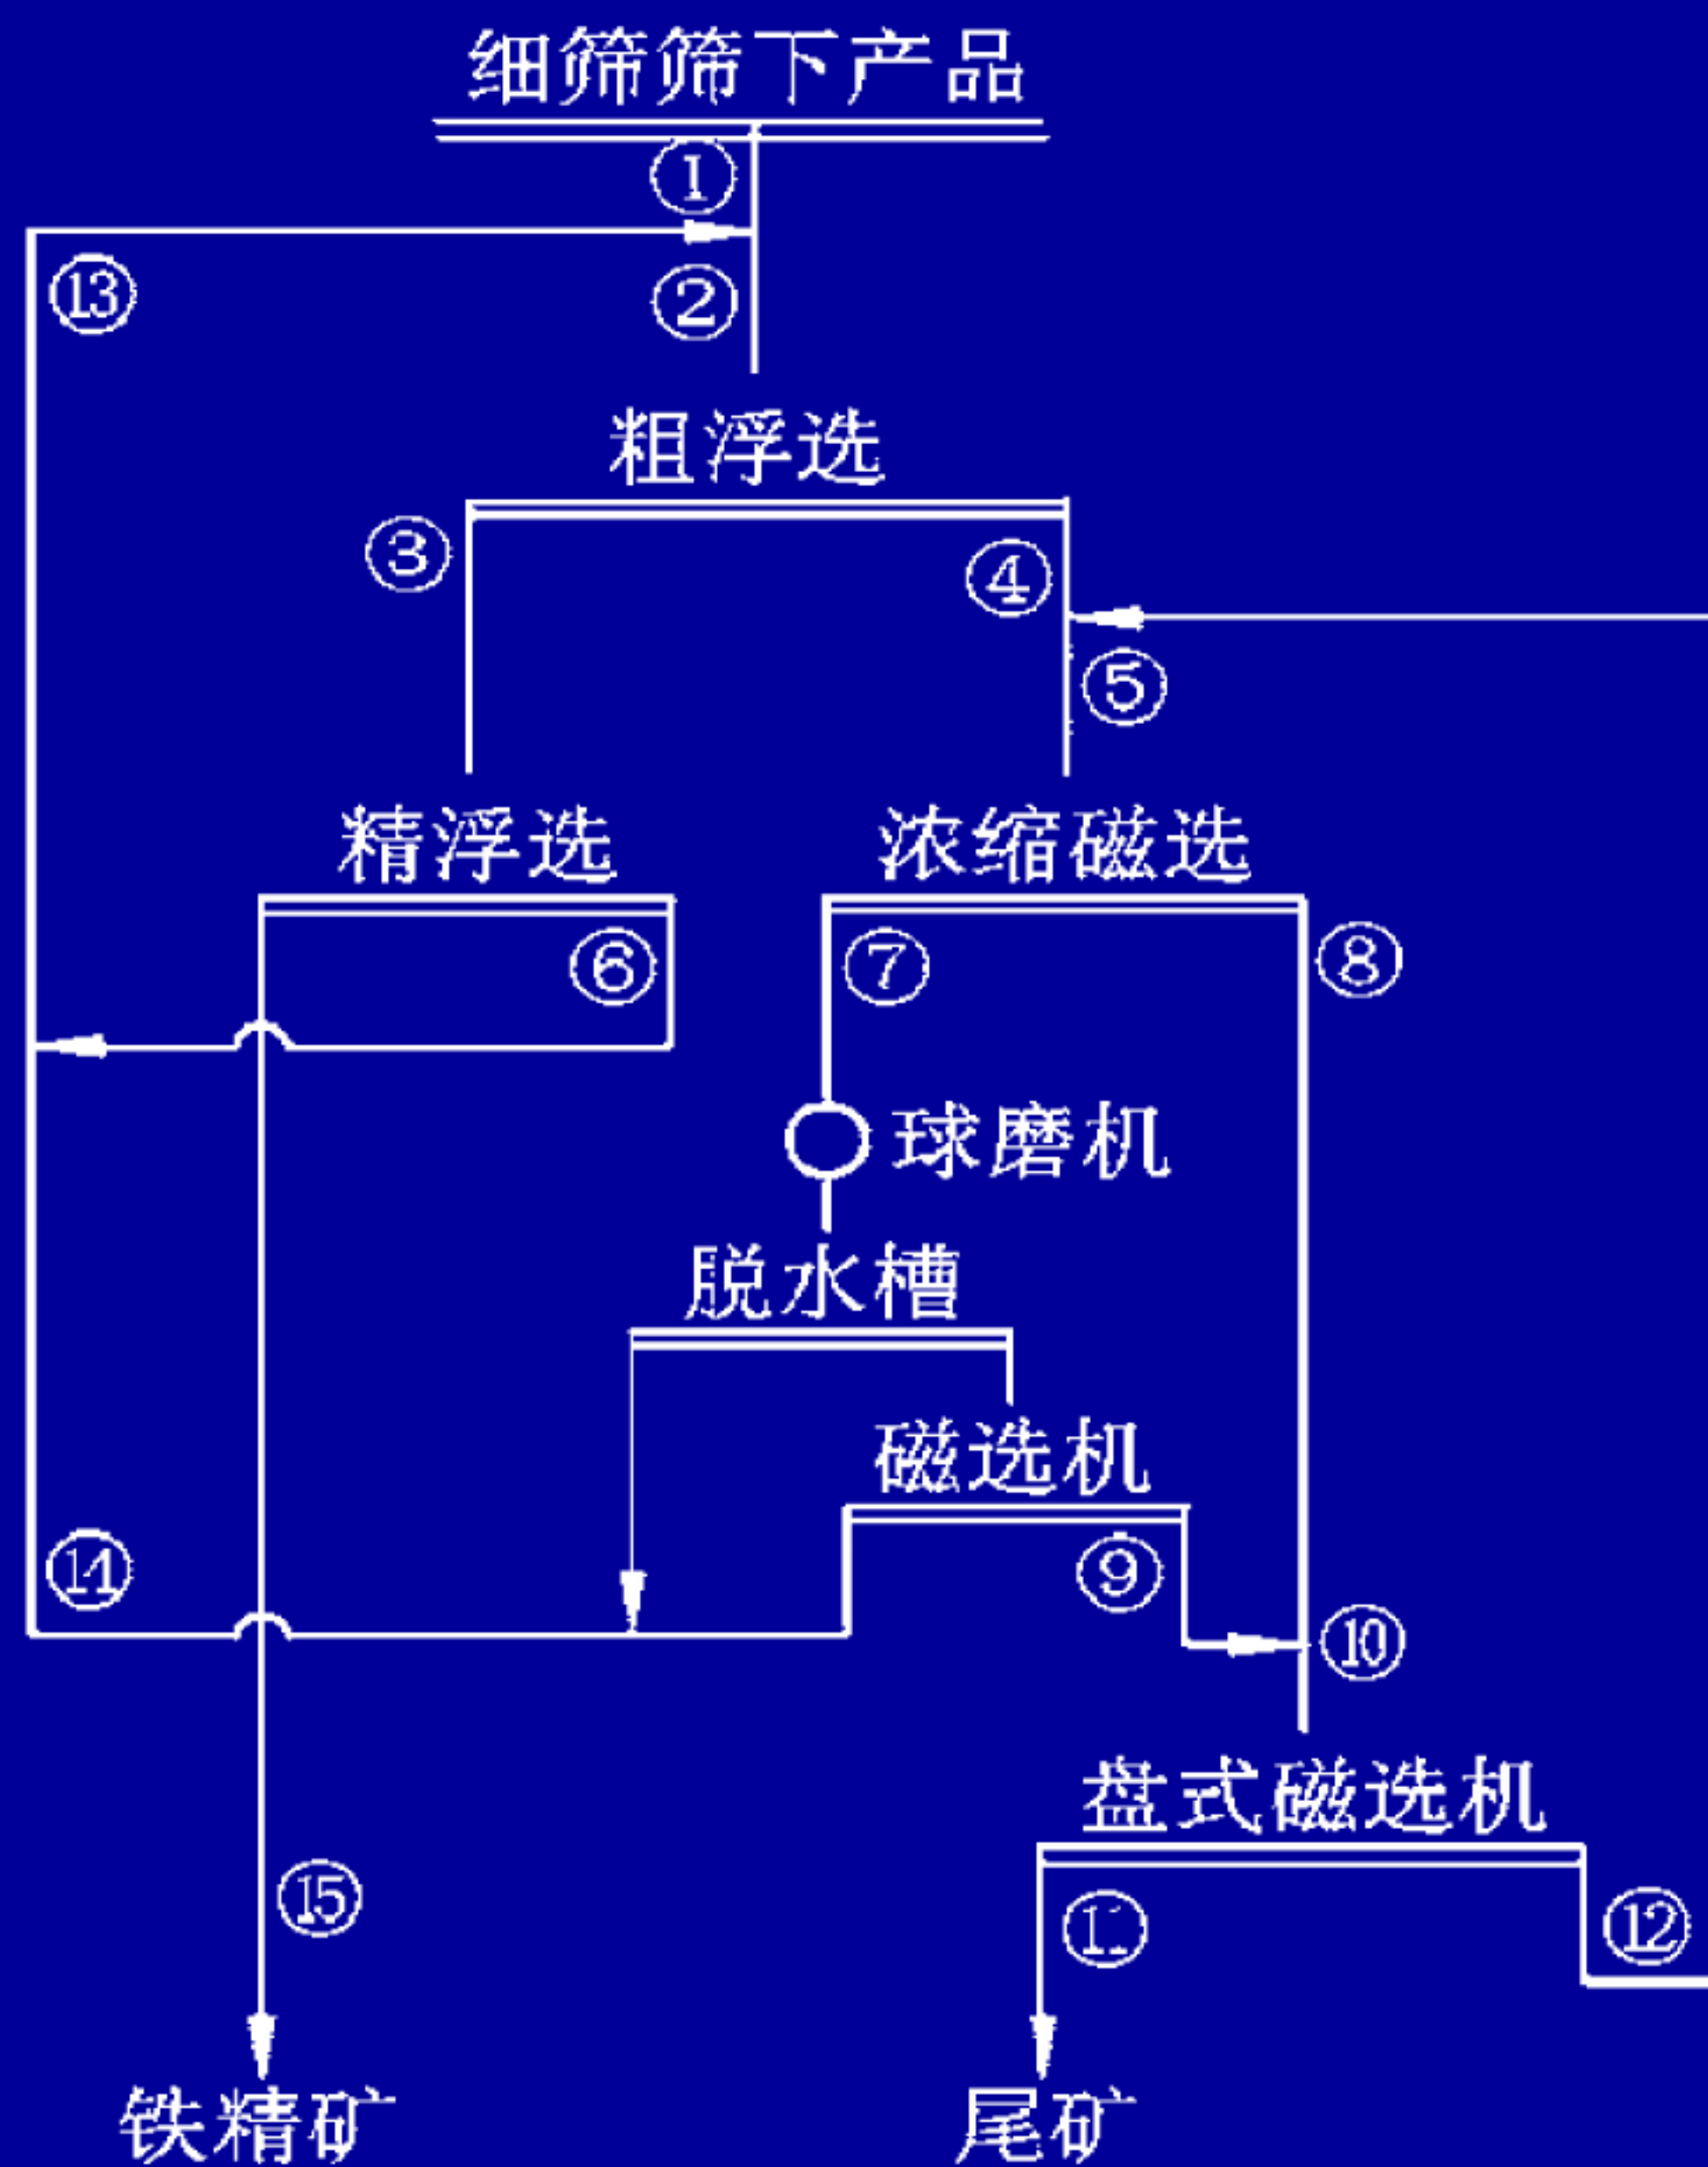 细筛筛下产品
①
⑬
②
粗浮选
③
④
⑤
精浮选
浓缩磁选
⑥
⑦
⑧
球磨机
脱水槽
磁选机
⑭
⑨
⑩
盘式磁选机
⑮
⑪
⑫
铁精矿
尾矿